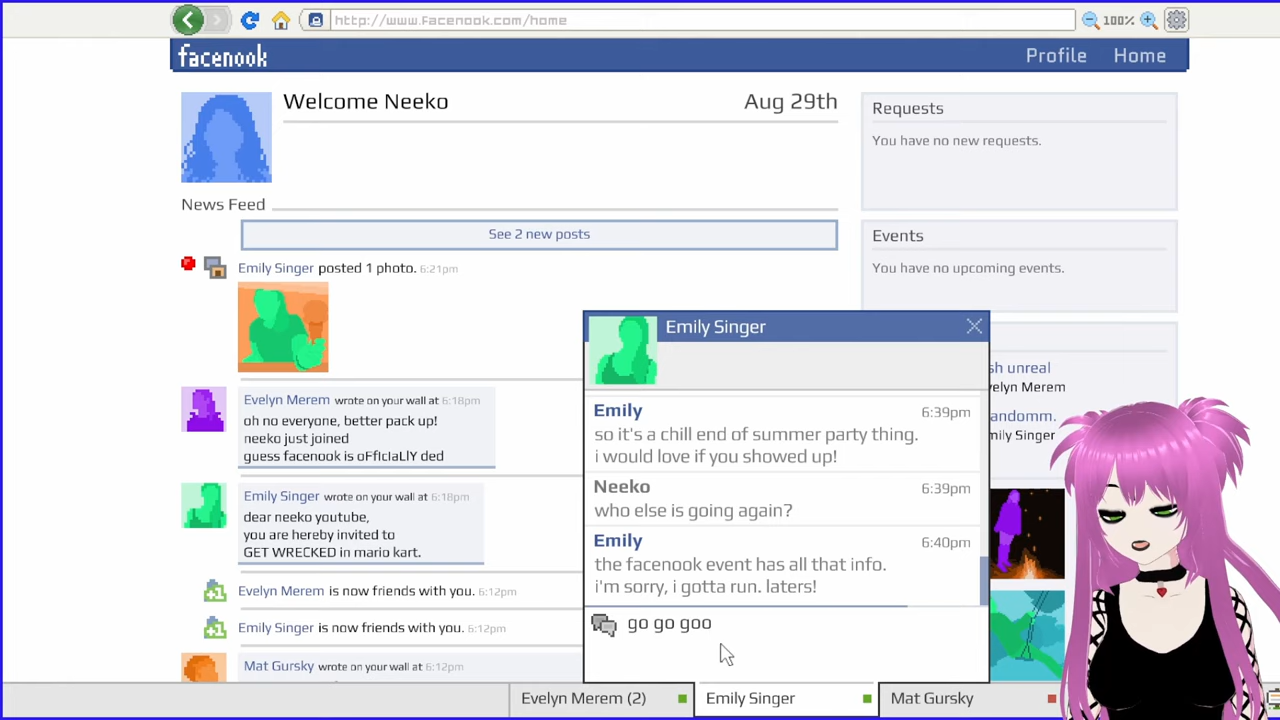 http://www.facenook.com/home
100%
facenook
Profile
Home
Welcome Neeko
Aug 29th
News Feed
See 2 new posts
Emily Singer posted 1 photo. 6:21pm
Evelyn Merem wrote on your wall at 6:18pm
oh no everyone, better pack up!
neeko just joined
guess facenook is oFfIcIaLlY ded
Emily Singer wrote on your wall at 6:18pm
dear neeko youtube,
you are hereby invited to
GET WRECKED in mario kart.
+1
Evelyn Merem is now friends with you. 6:12pm
+1
Emily Singer is now friends with you. 6:12pm
Mat Gursky wrote on your wall at 6:12pm
Requests
You have no new requests.
Events
You have no upcoming events.
sh unreal
velyn Merem
andomm.
mily Singer
Emily Singer
Emily
6:39pm
so it's a chill end of summer party thing.
i would love if you showed up!
Neeko
6:39pm
who else is going again?
Emily
6:40pm
the facenook event has all that info.
i'm sorry, i gotta run. laters!
go go goo
Evelyn Merem (2)
Emily Singer
Mat Gursky